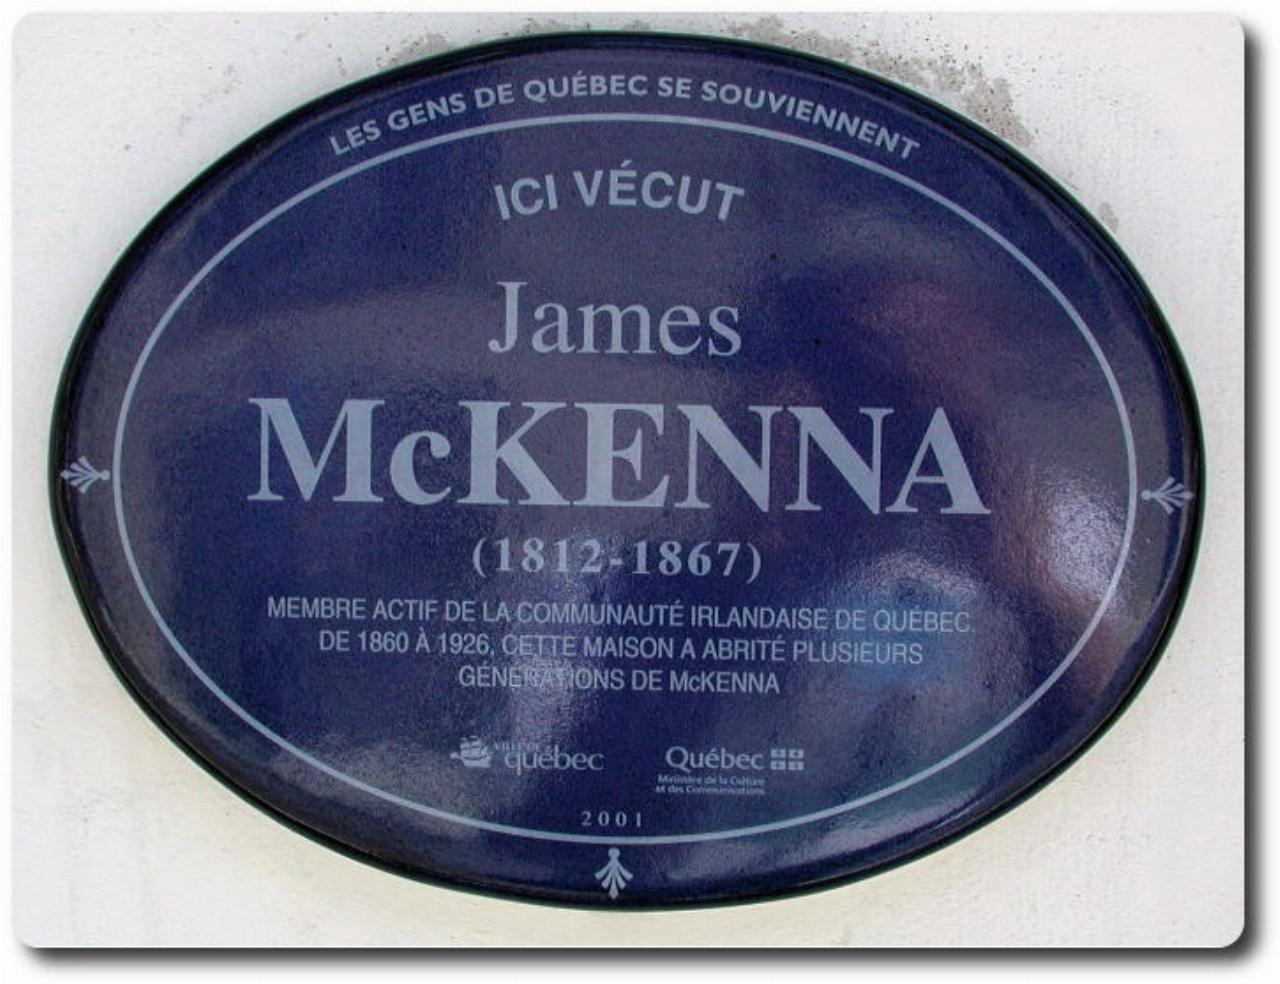 LES GENS DE QUÉBEC SE SOUVIENNENT
ICI VÉCUT
James
McKENNA
(1812-1867)
MEMBRE ACTIF DE LA COMMUNAUTÉ IRLANDAISE DE QUÉBEC.
DE 1860 À 1926, CETTE MAISON A ABRITÉ PLUSIEURS
GÉNÉRATIONS DE McKENNA
VILLE DE
québec
Québec
Ministère de la Culture
et des Communications
2001